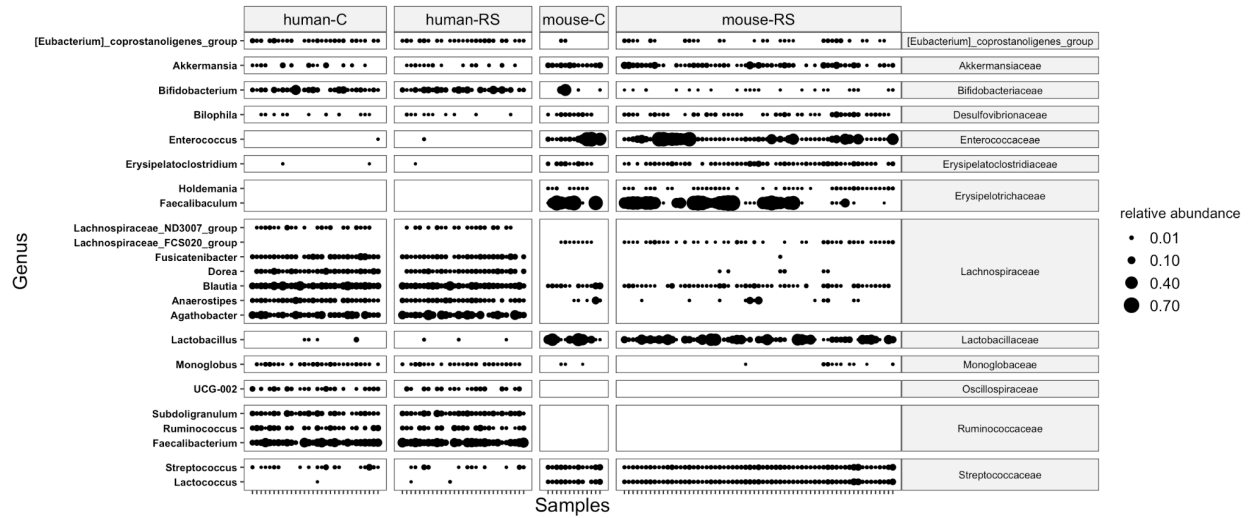 human-C human-RS mouse-C mouse-RS
[Eubacterium]_coprostanoligenes_group [Eubacterium]_coprostanoligenes_group
Akkermansia Akkermansiaceae
Bifidobacterium Bifidobacteriaceae
Bilophila Desulfovibrionaceae
Enterococcus Enterococcaceae
Erysipelatoclostridium Erysipelatoclostridiaceae
Holdemania
Faecalibaculum
Erysipelotrichaceae
Lachnospiraceae_ND3007_group
Lachnospiraceae_FCS020_group
Fusicatenibacter
Dorea
Blautia
Anaerostipes
Agathobacter
Lachnospiraceae
Lactobacillus Lactobacillaceae
Monoglobus Monoglobaceae
UCG-002 Oscillospiraceae
Subdoligranulum
Ruminococcus
Faecalibacterium
Ruminococcaceae
Streptococcus
Lactococcus
Streptococcaceae
Genus
Samples
relative abundance
0.01
0.10
0.40
0.70